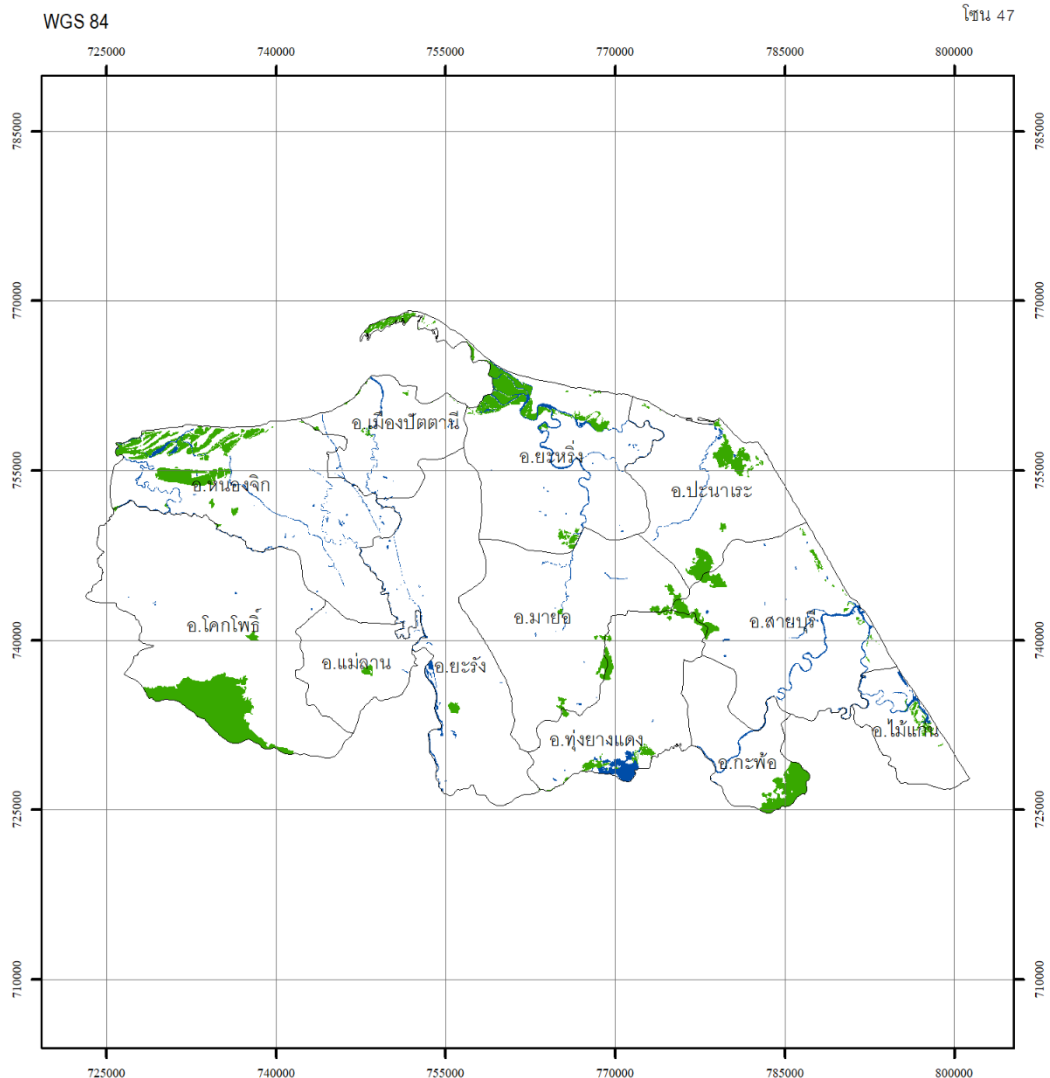 WGS 84
โซน 47
725000 740000 755000 770000 785000 800000
785000 785000
770000 770000
อ.เมืองปัตตานี
อ.ยะหริ่ง
755000 755000
อ.หนองจิก
อ.ปะนาเระ
อ.โคกโพธิ์
อ.มายอ
อ.สายบุรี
740000 740000
อ.แม่ลาน
อ.ยะรัง
อ.ไม้แก่น
อ.ทุ่งยางแดง
อ.กะพ้อ
725000 725000
710000 710000
725000 740000 755000 770000 785000 800000